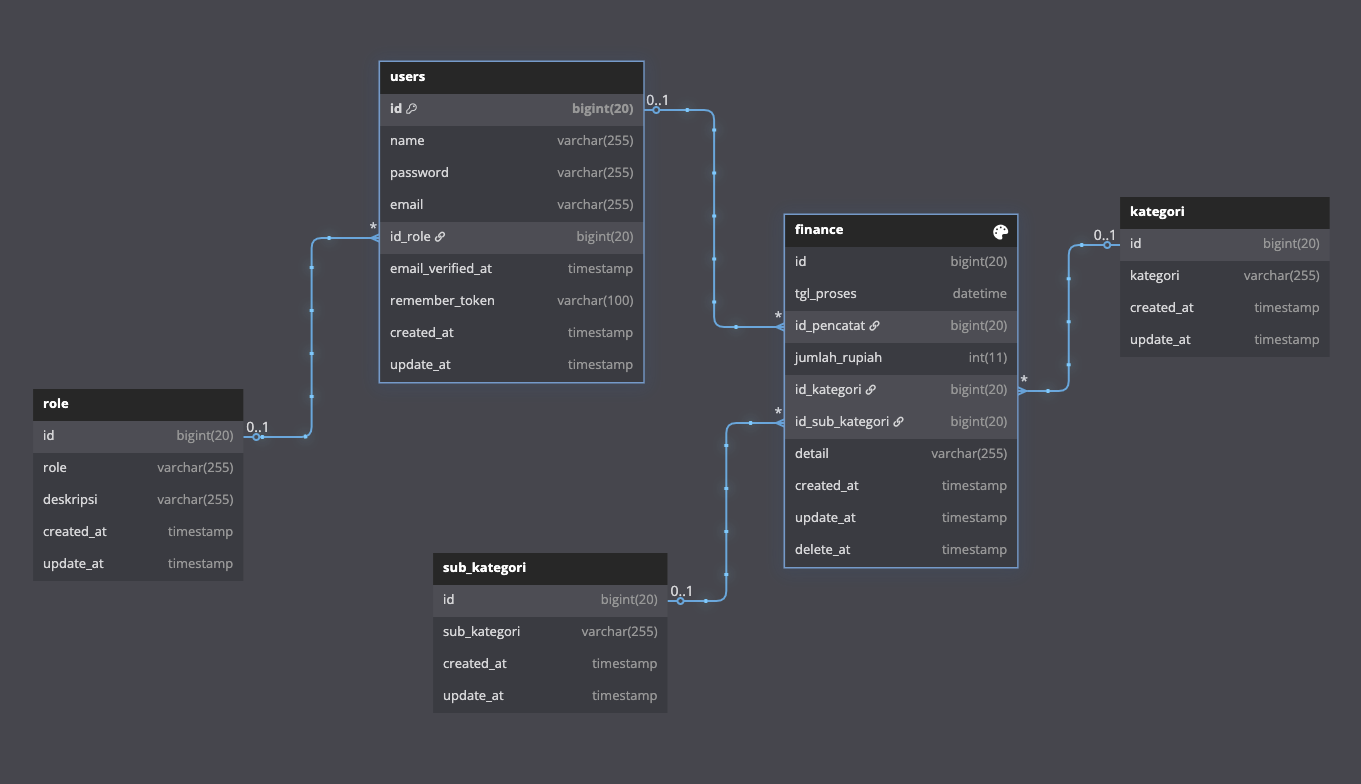 users
id bigint(20)
name varchar(255)
password varchar(255)
email varchar(255)
id_role bigint(20)
email_verified_at timestamp
remember_token varchar(100)
created_at timestamp
update_at timestamp
0..1
*
role
id bigint(20)
role varchar(255)
deskripsi varchar(255)
created_at timestamp
update_at timestamp
0..1
finance
id bigint(20)
tgl_proses datetime
id_pencatat bigint(20)
jumlah_rupiah int(11)
id_kategori bigint(20)
id_sub_kategori bigint(20)
detail varchar(255)
created_at timestamp
update_at timestamp
delete_at timestamp
*
*
*
kategori
id bigint(20)
kategori varchar(255)
created_at timestamp
update_at timestamp
0..1
sub_kategori
id bigint(20)
sub_kategori varchar(255)
created_at timestamp
update_at timestamp
0..1